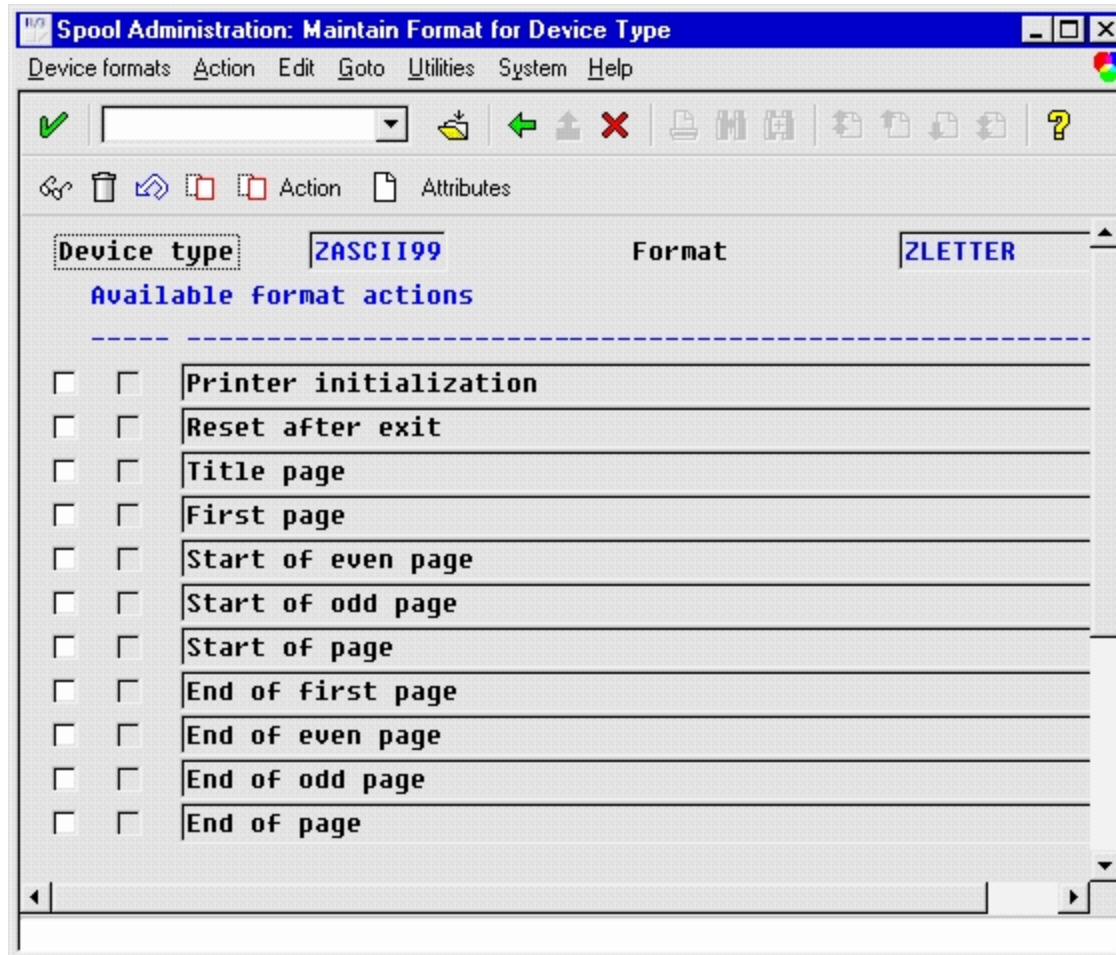 R/3 Spool Administration: Maintain Format for Device Type
Device formats Action Edit Goto Utilities System Help
Action Attributes
Device type ZASCII99 Format ZLETTER
Available format actions
Printer initialization
Reset after exit
Title page
First page
Start of even page
Start of odd page
Start of page
End of first page
End of even page
End of odd page
End of page